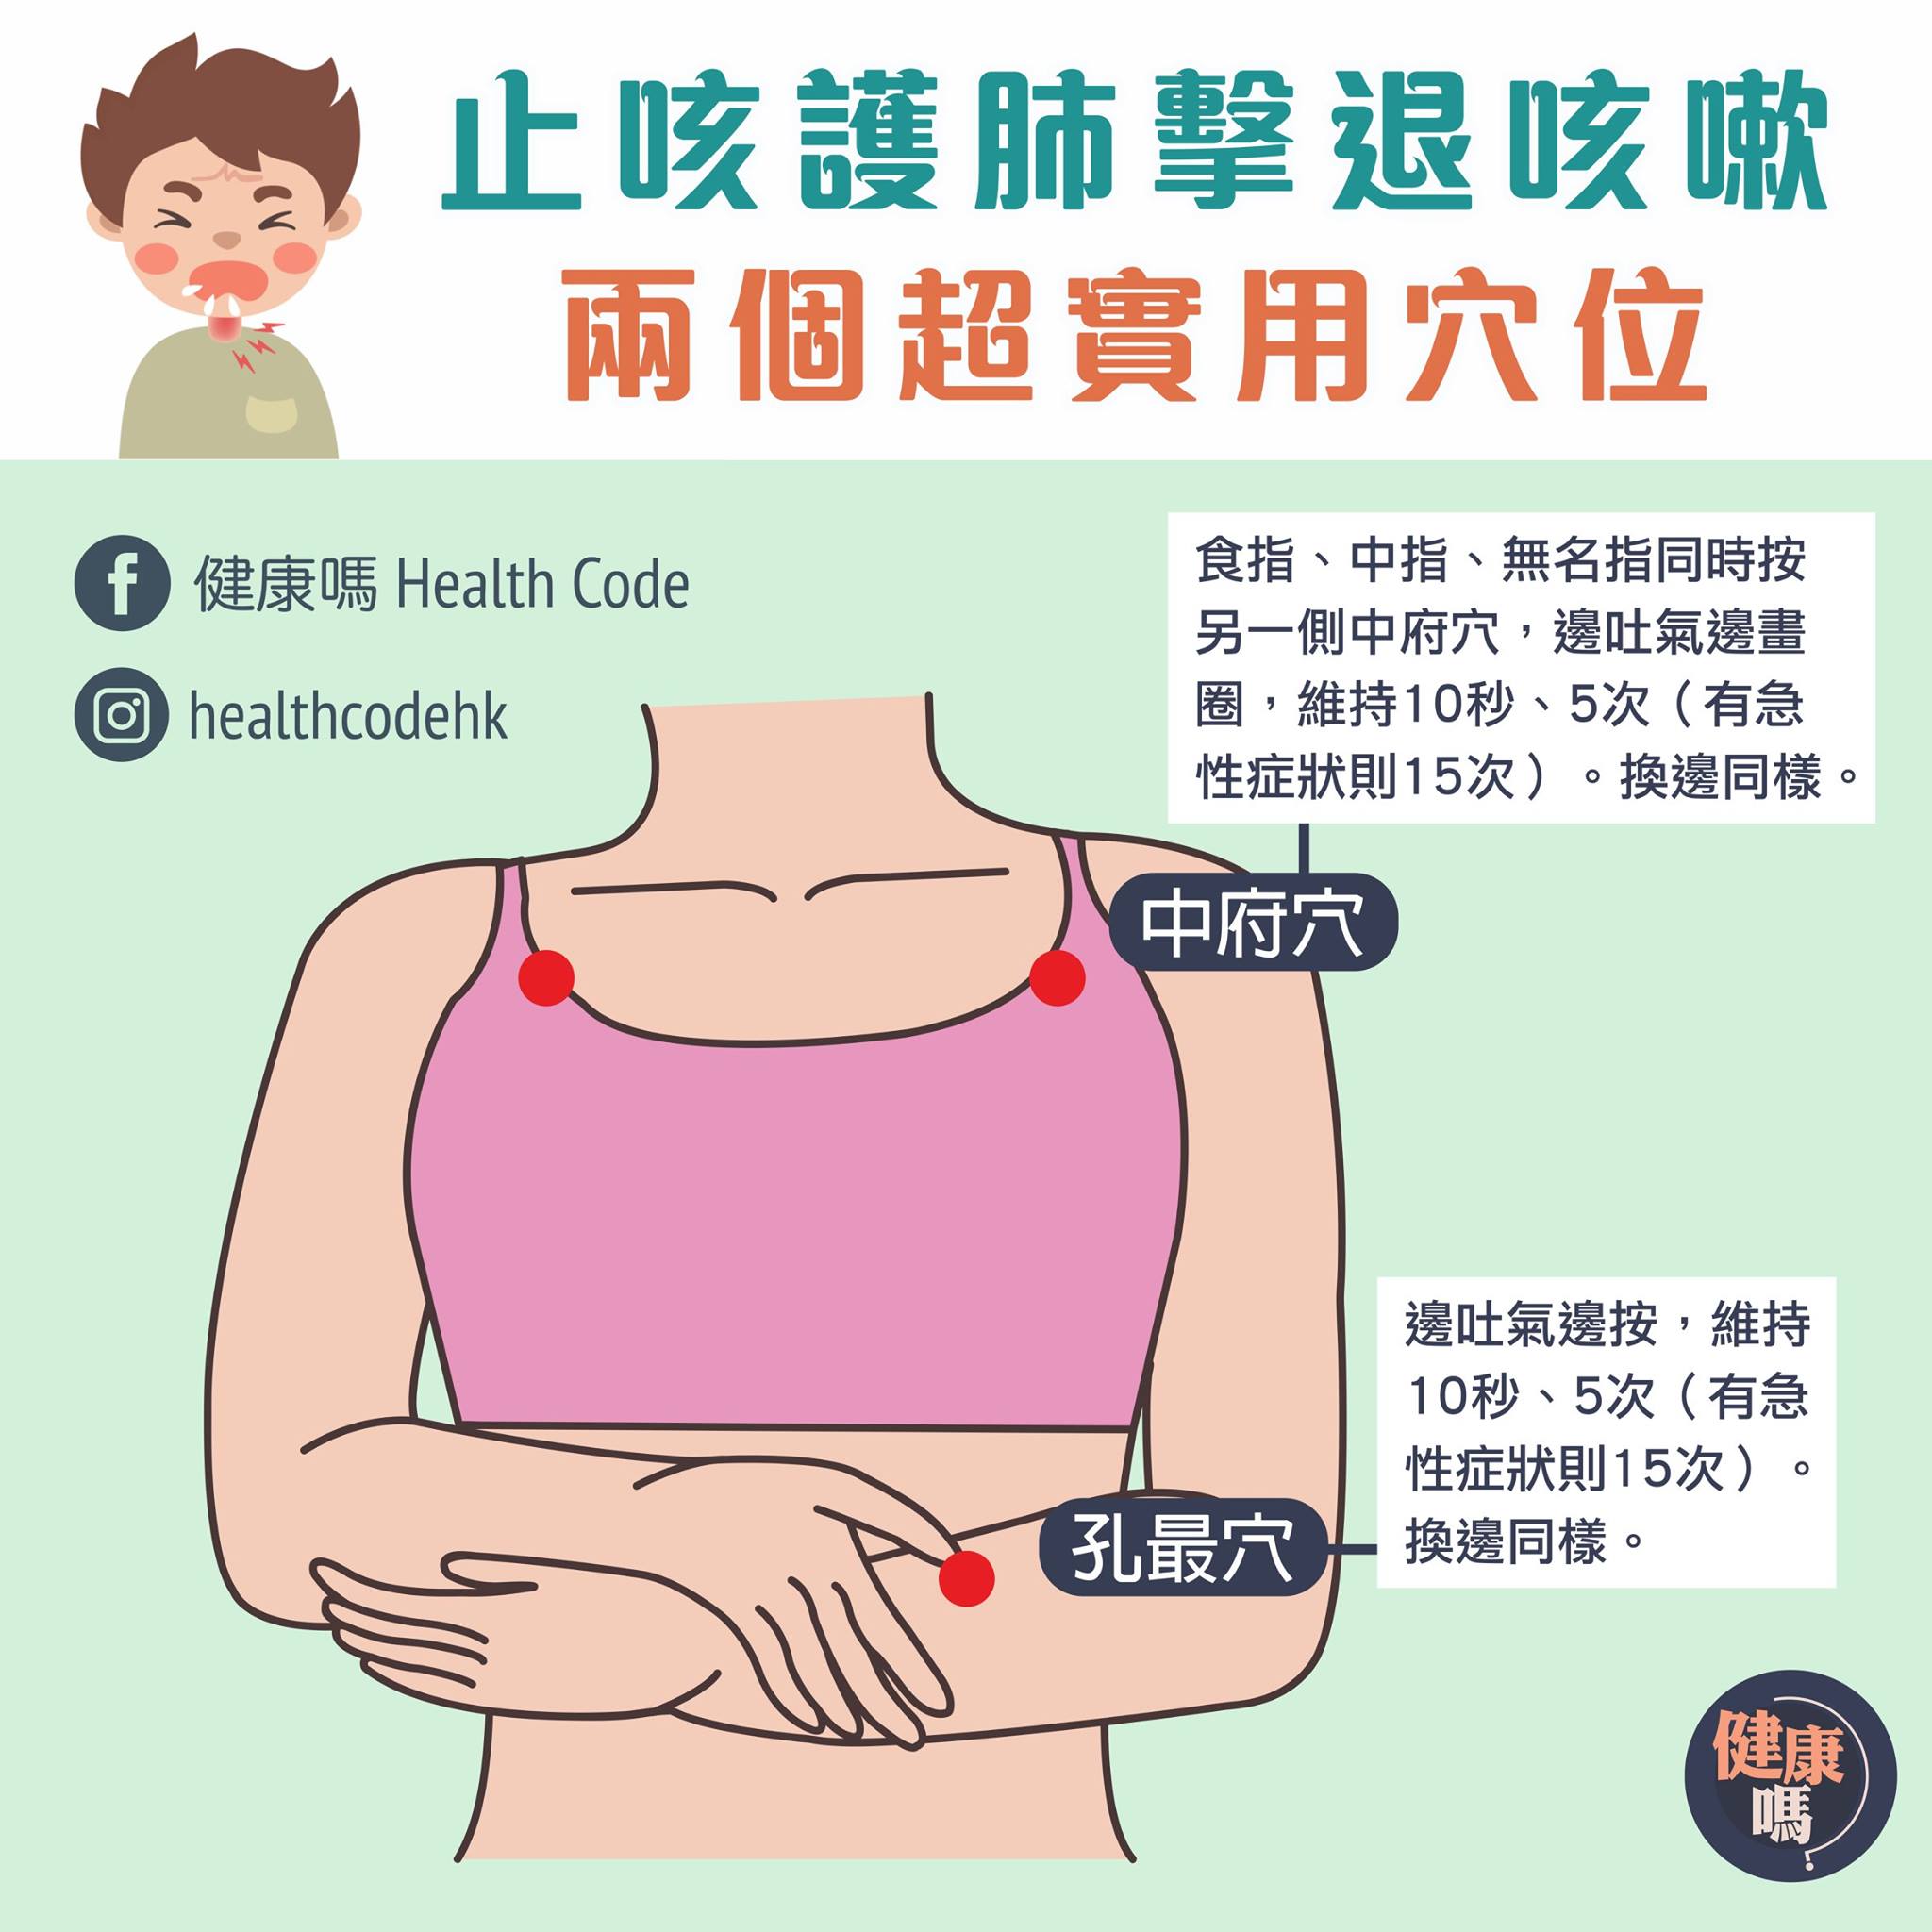 止咳護肺擊退咳嗽
兩個超實用穴位
健康嗎 Health Code
healthcodehk
食指、中指、無名指同時按
另一側中府穴，邊吐氣邊畫
圈，維持10秒、5次（有急
性症狀則15次）。換邊同樣。
中府穴
邊吐氣邊按，維持
10秒、5次（有急
性症狀則15次）。
換邊同樣。
孔最穴
健康
嗎